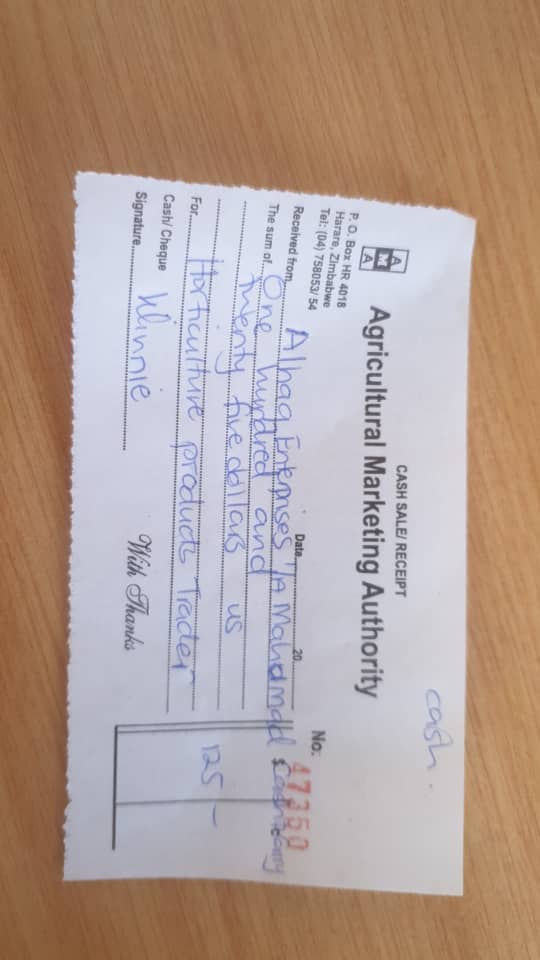 cash.
CASH SALE/ RECEIPT
Agricultural Marketing Authority
A
M
A
P. O. Box HR 4018
Harare, Zimbabwe
Tel: (04) 758053/ 54
No: 47350
Date 20
Received from Alhaq Enterprises T/A Mahomdd
The sum of One hundred and
twenty five dollars us
$ c
125 -
For Horticulture products Trader
Cash/ Cheque
Signature Winnie
With Thanks